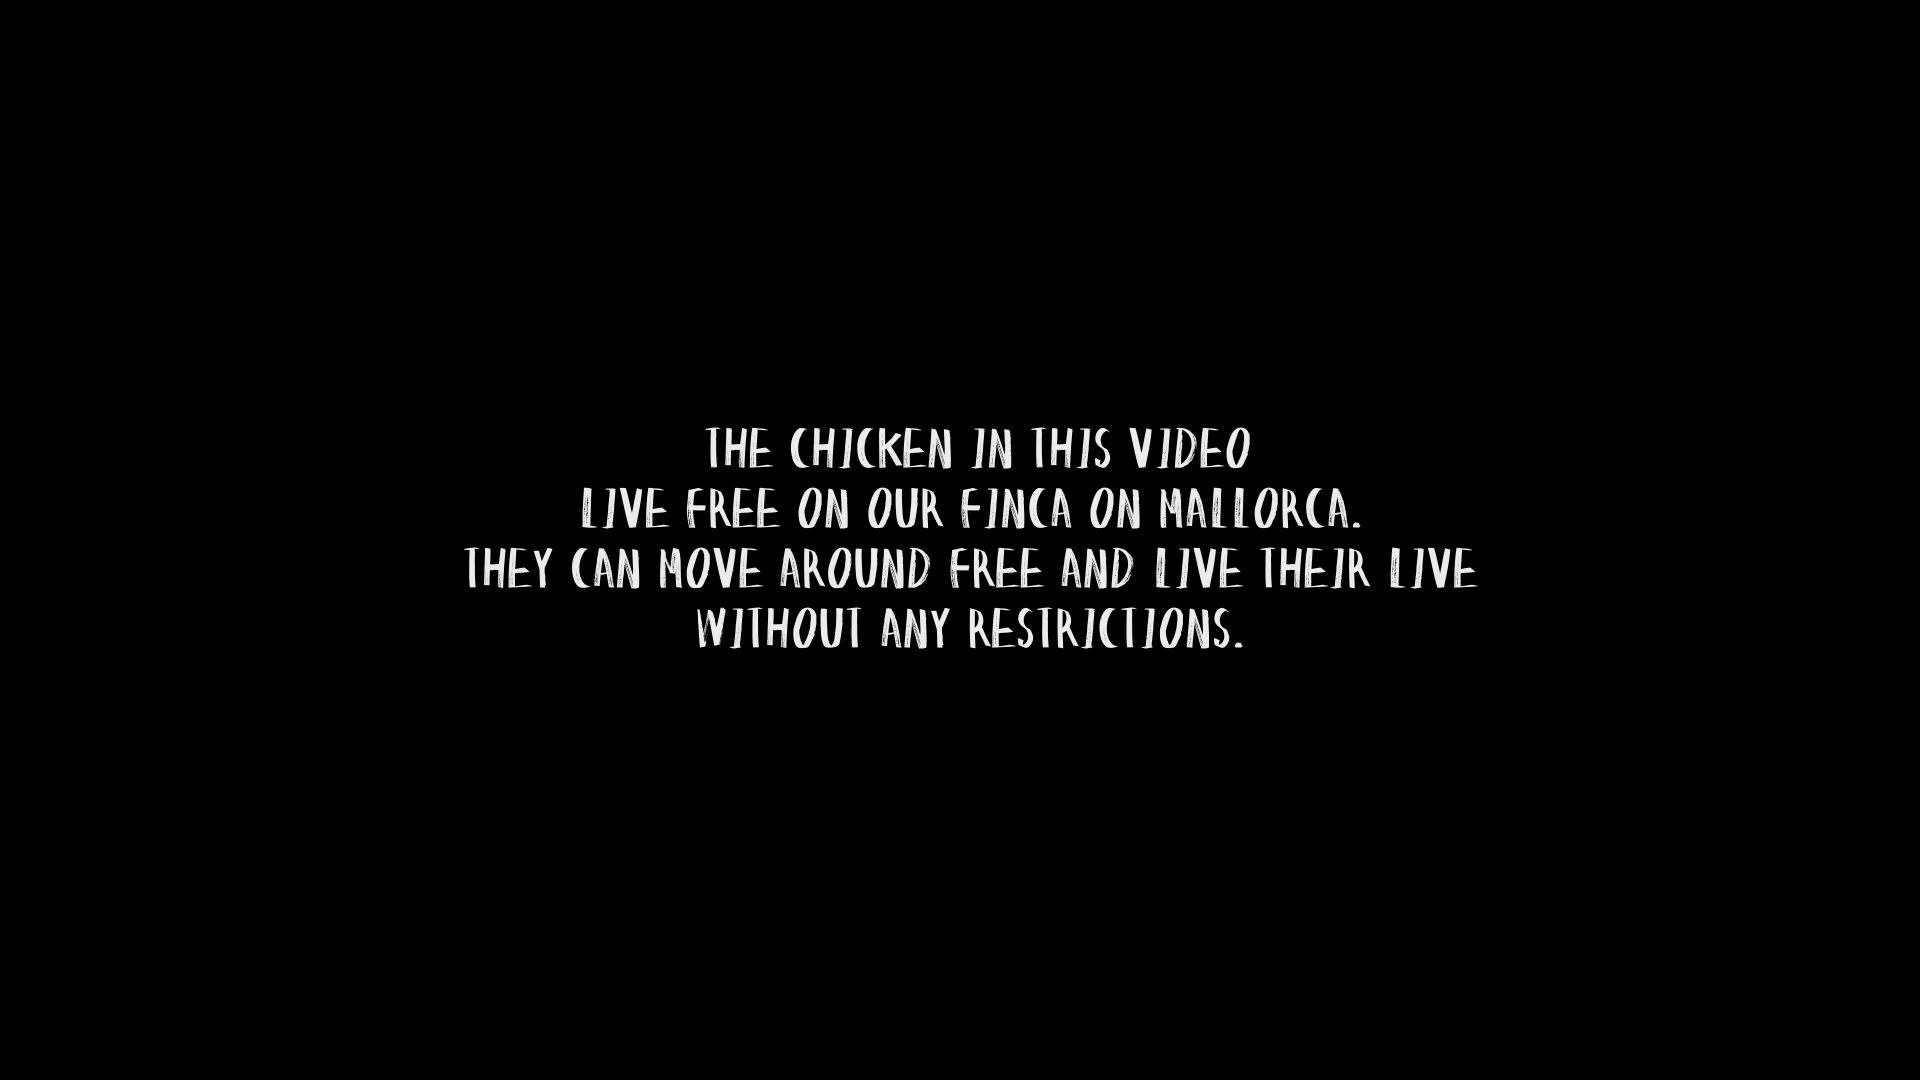 THE CHICKEN IN THIS VIDEO
LIVE FREE ON OUR FINCA ON MALLORCA.
THEY CAN MOVE AROUND FREE AND LIVE THEIR LIVE
WITHOUT ANY RESTRICTIONS.